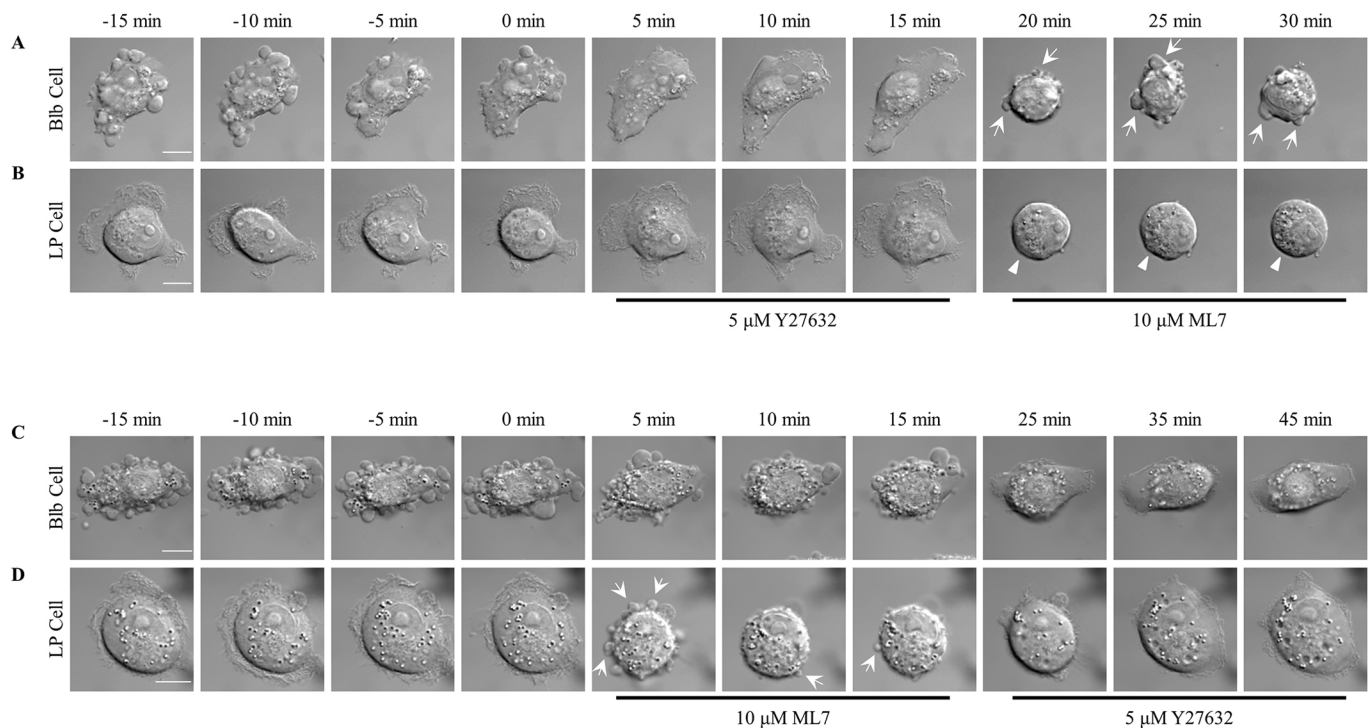 -15 min -10 min -5 min 0 min 5 min 10 min 15 min 20 min 25 min 30 min
A
Blb Cell
B
LP Cell
5 μM Y27632 10 μM ML7
-15 min -10 min -5 min 0 min 5 min 10 min 15 min 25 min 35 min 45 min
C
Blb Cell
D
LP Cell
10 μM ML7 5 μM Y27632